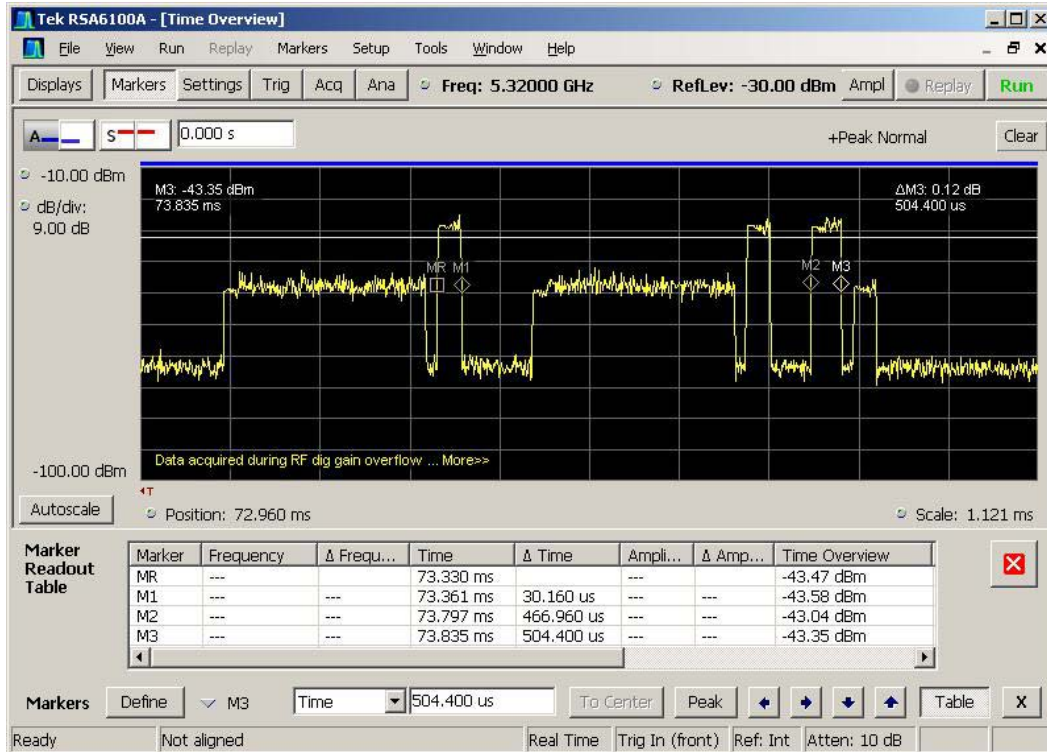 Tek RSA6100A - [Time Overview]
File View Run Replay Markers Setup Tools Window Help
Displays Markers Settings Trig Acq Ana Freq: 5.32000 GHz RefLev: -30.00 dBm Ampl Replay Run
A S 0.000 s +Peak Normal Clear
-10.00 dBm
dB/div:
9.00 dB
M3: -43.35 dBm
73.835 ms
ΔM3: 0.12 dB
504.400 us
MR M1 M2 M3
Data acquired during RF dig gain overflow ... More>>
-100.00 dBm
T
Autoscale Position: 72.960 ms Scale: 1.121 ms
Marker Readout Table
Marker Frequency Δ Frequ... Time Δ Time Ampli... Δ Amp... Time Overview
MR --- 73.330 ms --- -43.47 dBm
M1 --- --- 73.361 ms 30.160 us --- --- -43.58 dBm
M2 --- --- 73.797 ms 466.960 us --- --- -43.04 dBm
M3 --- --- 73.835 ms 504.400 us --- --- -43.35 dBm
Markers Define M3 Time 504.400 us To Center Peak Table X
Ready Not aligned Real Time Trig In (front) Ref: Int Atten: 10 dB